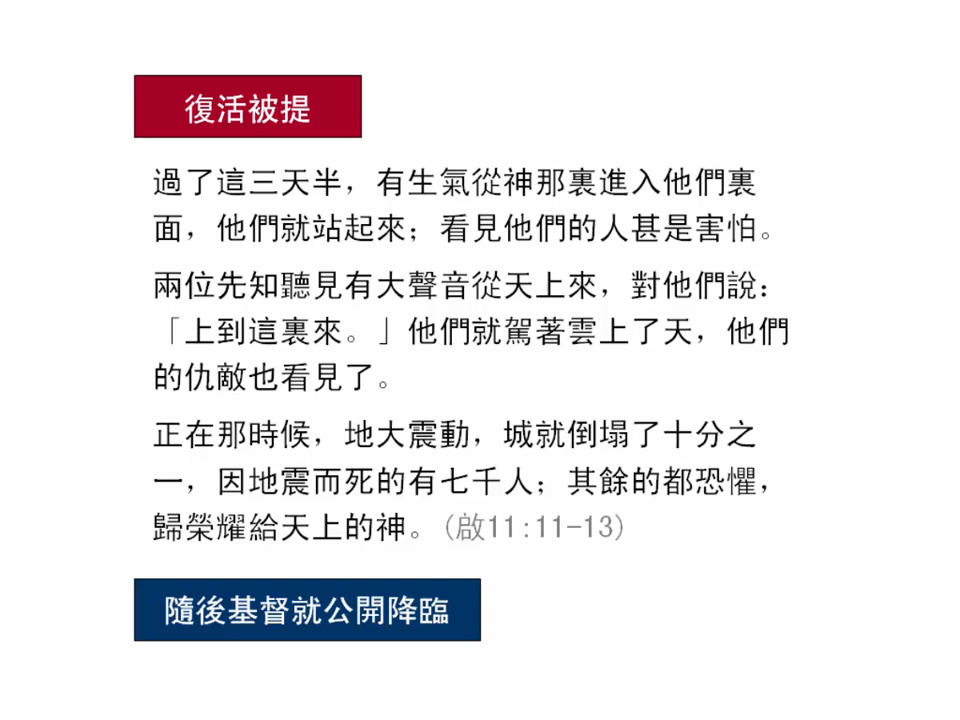 復活被提
過了這三天半，有生氣從神那裏進入他們裏
面，他們就站起來；看見他們的人甚是害怕。
兩位先知聽見有大聲音從天上來，對他們說：
「上到這裏來。」他們就駕著雲上了天，他們
的仇敵也看見了。
正在那時候，地大震動，城就倒塌了十分之
一，因地震而死的有七千人；其餘的都恐懼，
歸榮耀給天上的神。(啟11:11-13)
隨後基督就公開降臨